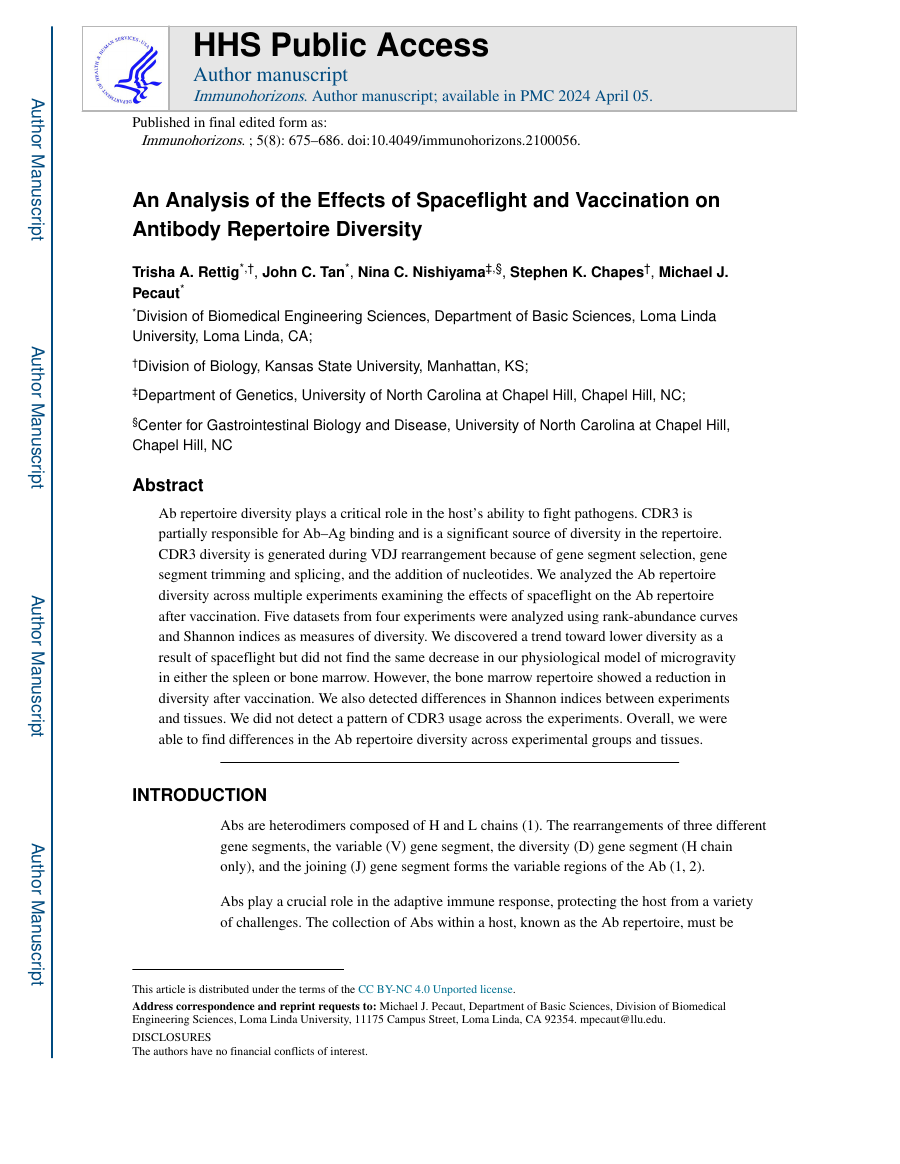 HHS Public Access
Author manuscript
Immunohorizons. Author manuscript; available in PMC 2024 April 05.
Published in final edited form as:
Immunohorizons. ; 5(8): 675–686. doi:10.4049/immunohorizons.2100056.
An Analysis of the Effects of Spaceflight and Vaccination on
Antibody Repertoire Diversity
Trisha A. Rettig*,†, John C. Tan*, Nina C. Nishiyama‡,§, Stephen K. Chapes†, Michael J.
Pecaut*
*Division of Biomedical Engineering Sciences, Department of Basic Sciences, Loma Linda
University, Loma Linda, CA;
†Division of Biology, Kansas State University, Manhattan, KS;
‡Department of Genetics, University of North Carolina at Chapel Hill, Chapel Hill, NC;
§Center for Gastrointestinal Biology and Disease, University of North Carolina at Chapel Hill,
Chapel Hill, NC
Abstract
Ab repertoire diversity plays a critical role in the host's ability to fight pathogens. CDR3 is
partially responsible for Ab–Ag binding and is a significant source of diversity in the repertoire.
CDR3 diversity is generated during VDJ rearrangement because of gene segment selection, gene
segment trimming and splicing, and the addition of nucleotides. We analyzed the Ab repertoire
diversity across multiple experiments examining the effects of spaceflight on the Ab repertoire
after vaccination. Five datasets from four experiments were analyzed using rank-abundance curves
and Shannon indices as measures of diversity. We discovered a trend toward lower diversity as a
result of spaceflight but did not find the same decrease in our physiological model of microgravity
in either the spleen or bone marrow. However, the bone marrow repertoire showed a reduction in
diversity after vaccination. We also detected differences in Shannon indices between experiments
and tissues. We did not detect a pattern of CDR3 usage across the experiments. Overall, we were
able to find differences in the Ab repertoire diversity across experimental groups and tissues.
INTRODUCTION
Abs are heterodimers composed of H and L chains (1). The rearrangements of three different
gene segments, the variable (V) gene segment, the diversity (D) gene segment (H chain
only), and the joining (J) gene segment forms the variable regions of the Ab (1, 2).
Abs play a crucial role in the adaptive immune response, protecting the host from a variety
of challenges. The collection of Abs within a host, known as the Ab repertoire, must be
This article is distributed under the terms of the CC BY-NC 4.0 Unported license.
Address correspondence and reprint requests to: Michael J. Pecaut, Department of Basic Sciences, Division of Biomedical
Engineering Sciences, Loma Linda University, 11175 Campus Street, Loma Linda, CA 92354. mpecaut@llu.edu.
DISCLOSURES
The authors have no financial conflicts of interest.
Author Manuscript
Author Manuscript
Author Manuscript
Author Manuscript